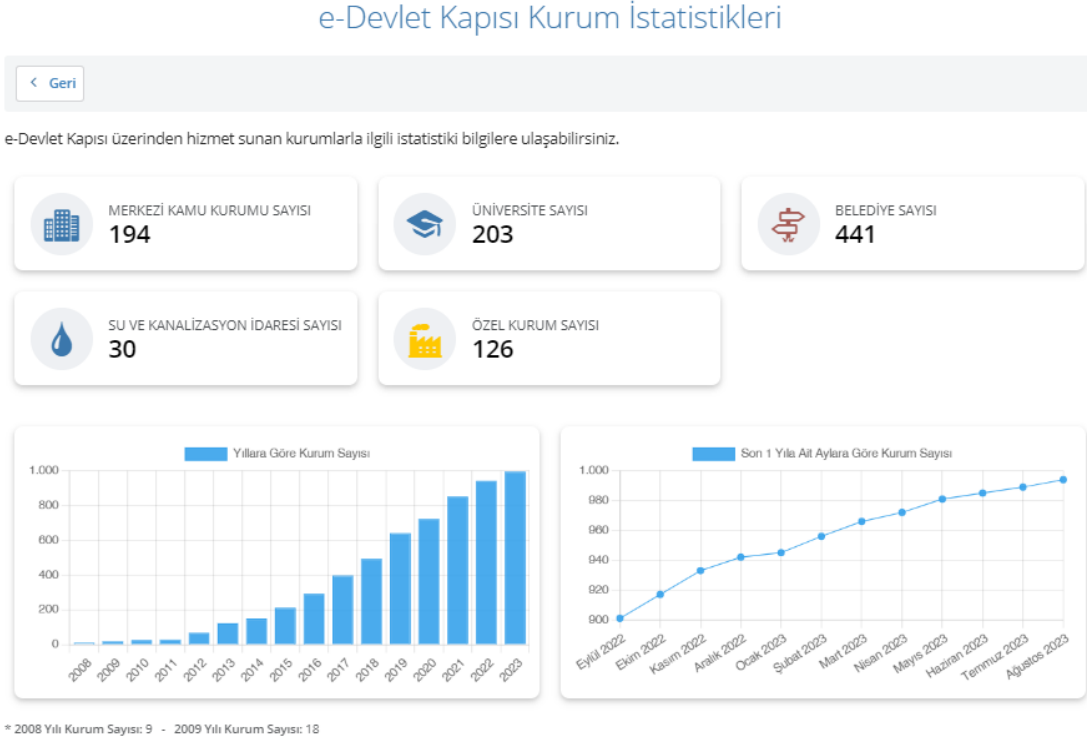 e-Devlet Kapısı Kurum İstatistikleri
Geri
e-Devlet Kapısı üzerinden hizmet sunan kurumlarla ilgili istatistiki bilgilere ulaşabilirsiniz.
MERKEZİ KAMU KURUMU SAYISI
194
ÜNİVERSİTE SAYISI
203
BELEDİYE SAYISI
441
SU VE KANALİZASYON İDARESİ SAYISI
30
ÖZEL KURUM SAYISI
126
Yıllara Göre Kurum Sayısı
1.000
800
600
400
200
0
2008 2009 2010 2011 2012 2013 2014 2015 2016 2017 2018 2019 2020 2021 2022 2023
Son 1 Yıla Ait Aylara Göre Kurum Sayısı
1.000
980
960
940
920
900
Eylül 2022 Ekim 2022 Kasım 2022 Aralık 2022 Ocak 2023 Şubat 2023 Mart 2023 Nisan 2023 Mayıs 2023 Haziran 2023 Temmuz 2023 Ağustos 2023
* 2008 Yılı Kurum Sayısı: 9 - 2009 Yılı Kurum Sayısı: 18